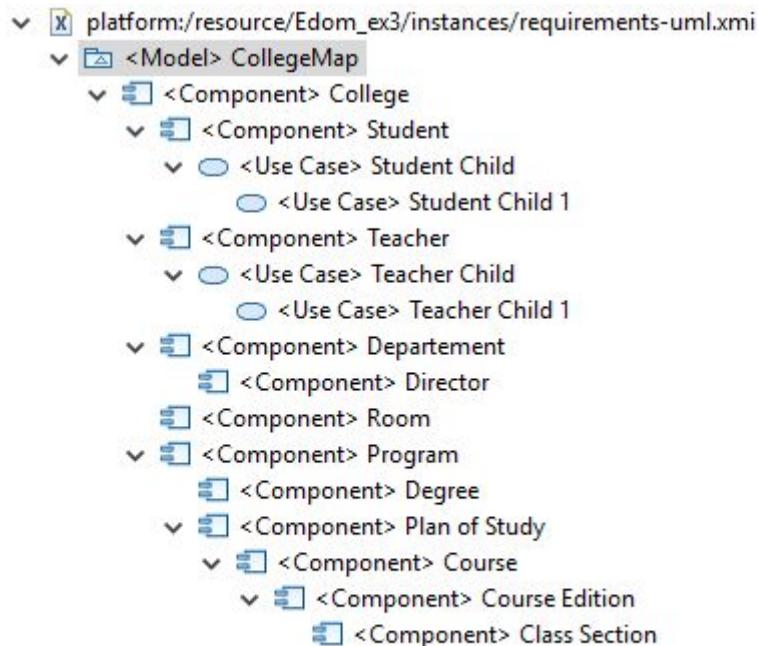 platform:/resource/Edom_ex3/instances/requirements-uml.xmi
<Model> CollegeMap
<Component> College
<Component> Student
<Use Case> Student Child
<Use Case> Student Child 1
<Component> Teacher
<Use Case> Teacher Child
<Use Case> Teacher Child 1
<Component> Departement
<Component> Director
<Component> Room
<Component> Program
<Component> Degree
<Component> Plan of Study
<Component> Course
<Component> Course Edition
<Component> Class Section